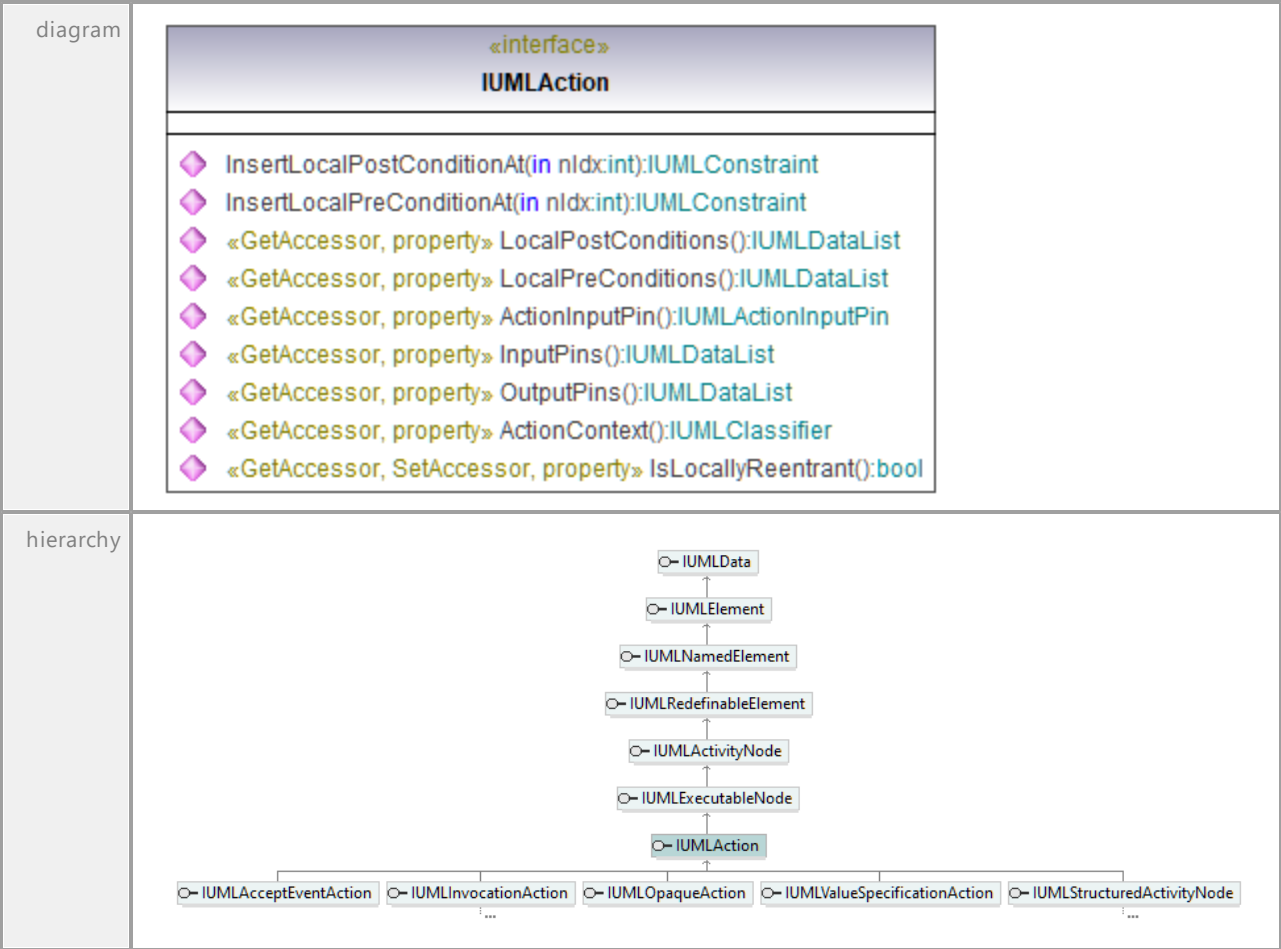 diagram
«interface»
IUMLAction
InsertLocalPostConditionAt(in nIdx:int):IUMLConstraint
InsertLocalPreConditionAt(in nIdx:int):IUMLConstraint
«GetAccessor, property» LocalPostConditions():IUMLDataList
«GetAccessor, property» LocalPreConditions():IUMLDataList
«GetAccessor, property» ActionInputPin():IUMLActionInputPin
«GetAccessor, property» InputPins():IUMLDataList
«GetAccessor, property» OutputPins():IUMLDataList
«GetAccessor, property» ActionContext():IUMLClassifier
«GetAccessor, SetAccessor, property» IsLocallyReentrant():bool
hierarchy
IUMLData
IUMLElement
IUMLNamedElement
IUMLRedefinableElement
IUMLActivityNode
IUMLExecutableNode
IUMLAction
IUMLAcceptEventAction IUMLInvocationAction IUMLOpaqueAction IUMLValueSpecificationAction IUMLStructuredActivityNode
... ...